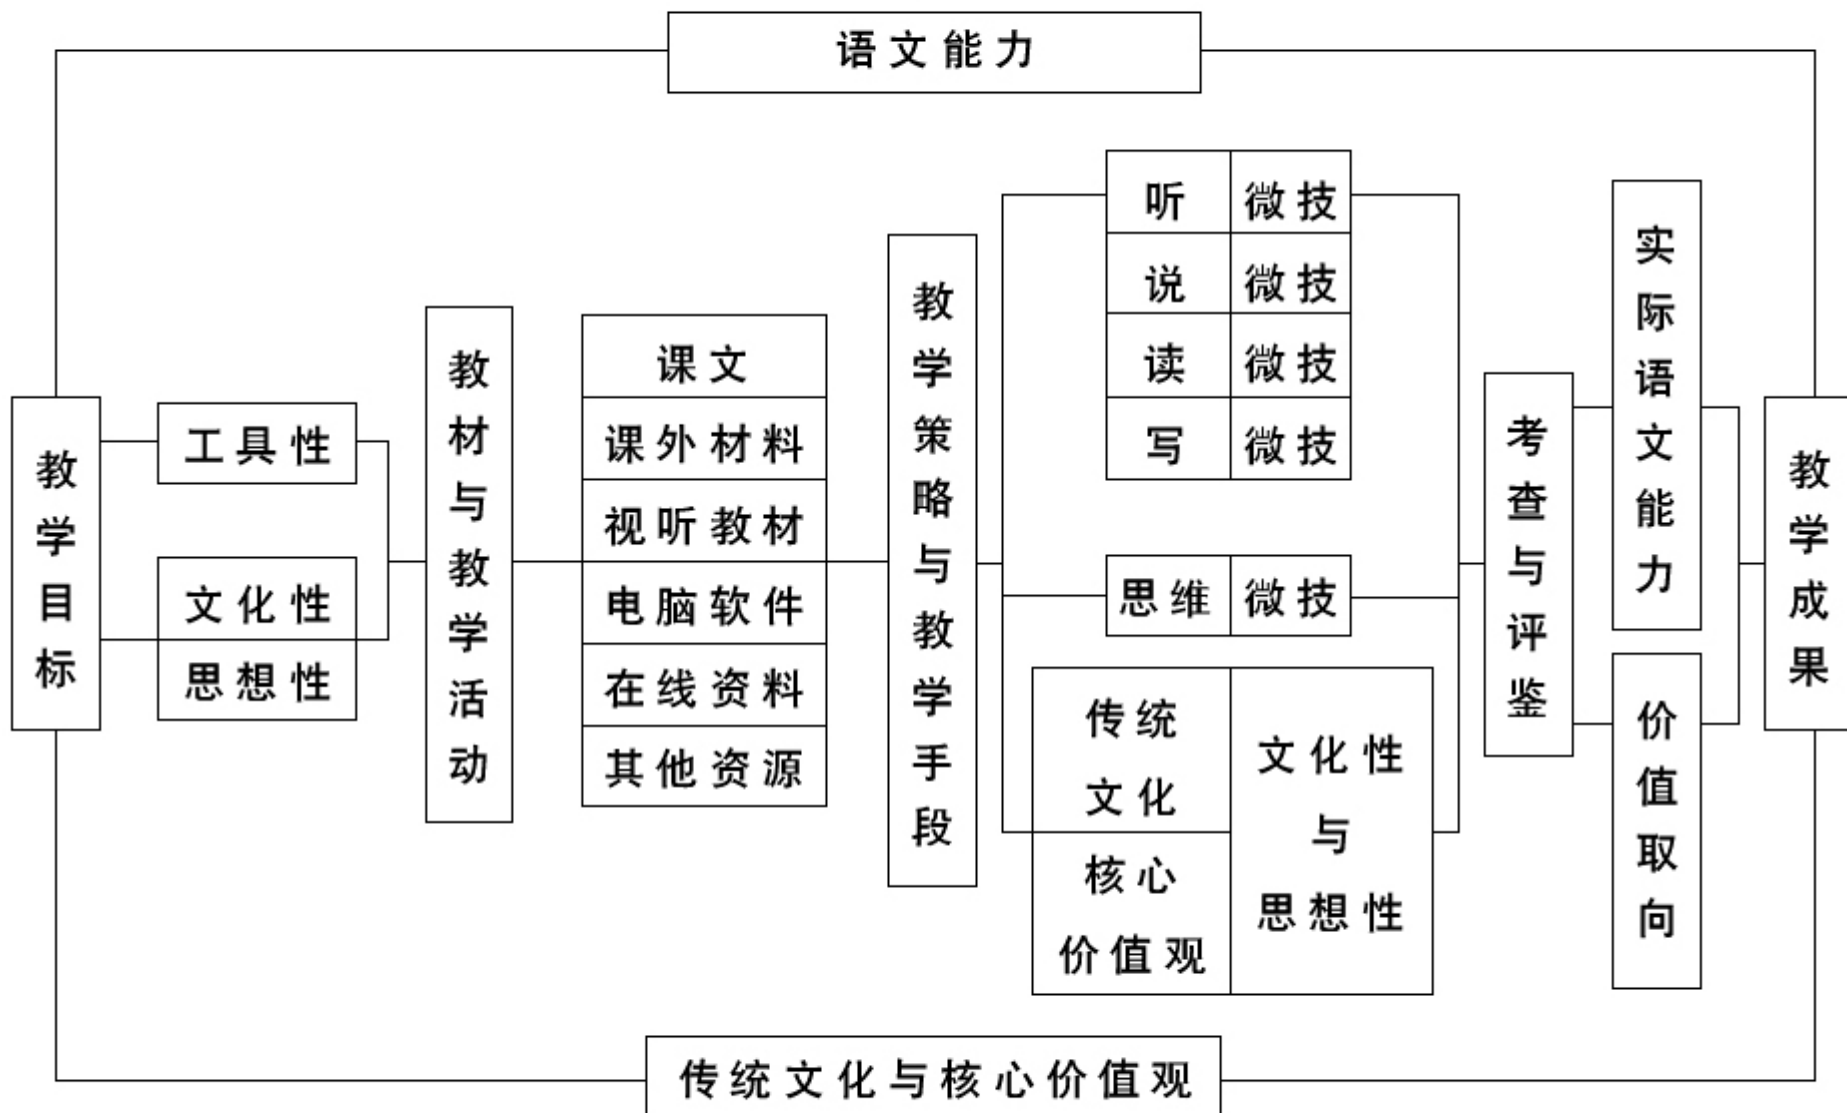 语文能力
教学目标
工具性
文化性
思想性
教材与教学活动
课文
课外材料
视听教材
电脑软件
在线资料
其他资源
教学策略与教学手段
听 微技
说 微技
读 微技
写 微技
思维 微技
传统
文化
核心
价值观
文化性
与
思想性
考查与评鉴
实际语文能力
价值取向
教学成果
传统文化与核心价值观